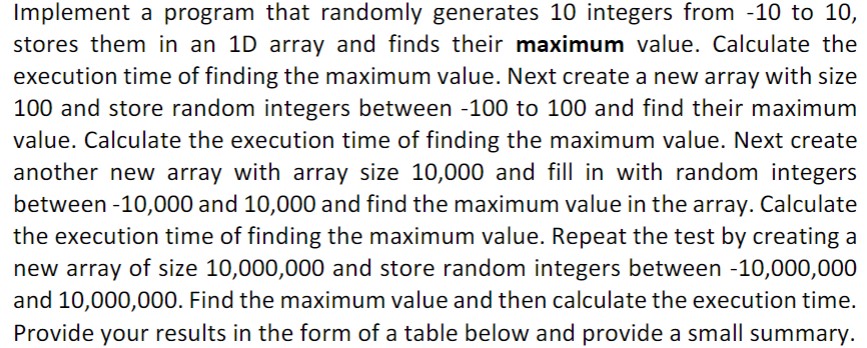 Implement a program that randomly generates 10 integers from -10 to 10,
stores them in an 1D array and finds their maximum value. Calculate the
execution time of finding the maximum value. Next create a new array with size
100 and store random integers between -100 to 100 and find their maximum
value. Calculate the execution time of finding the maximum value. Next create
another new array with array size 10,000 and fill in with random integers
between -10,000 and 10,000 and find the maximum value in the array. Calculate
the execution time of finding the maximum value. Repeat the test by creating a
new array of size 10,000,000 and store random integers between -10,000,000
and 10,000,000. Find the maximum value and then calculate the execution time.
Provide your results in the form of a table below and provide a small summary.